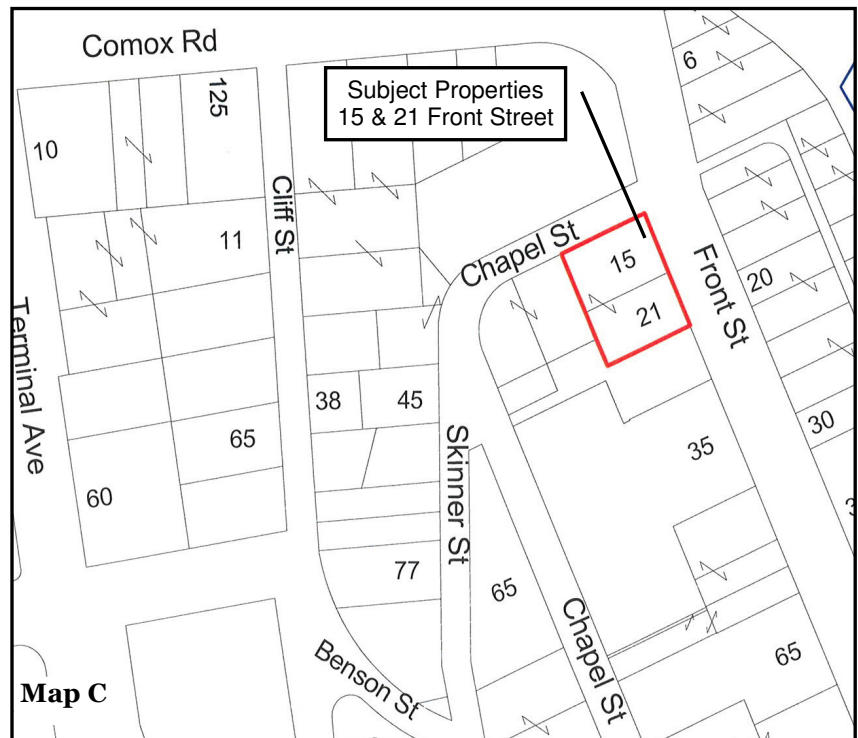 Comox Rd
6
Subject Properties
15 & 21 Front Street
125
10
Cliff St
11
Chapel St
15
Front St
20
21
Terminal Ave
38
45
30
65
35
Skinner St
60
77
65
Chapel St
65
Benson St
Map C